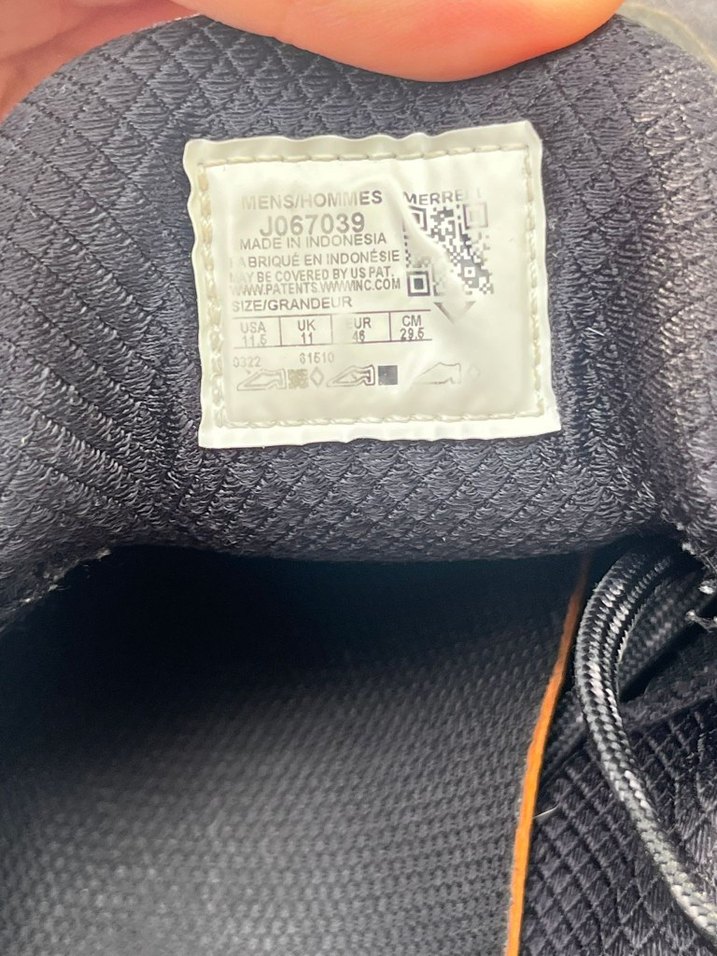 MENS/HOMMES MERRELL
J067039
MADE IN INDONESIA
FABRIQUÉ EN INDONÉSIE
MAY BE COVERED BY US PAT.
WWW.PATENTS.WWWINC.COM
SIZE/GRANDEUR
USA UK EUR CM
11.5 11 46 29.5
0322 61510